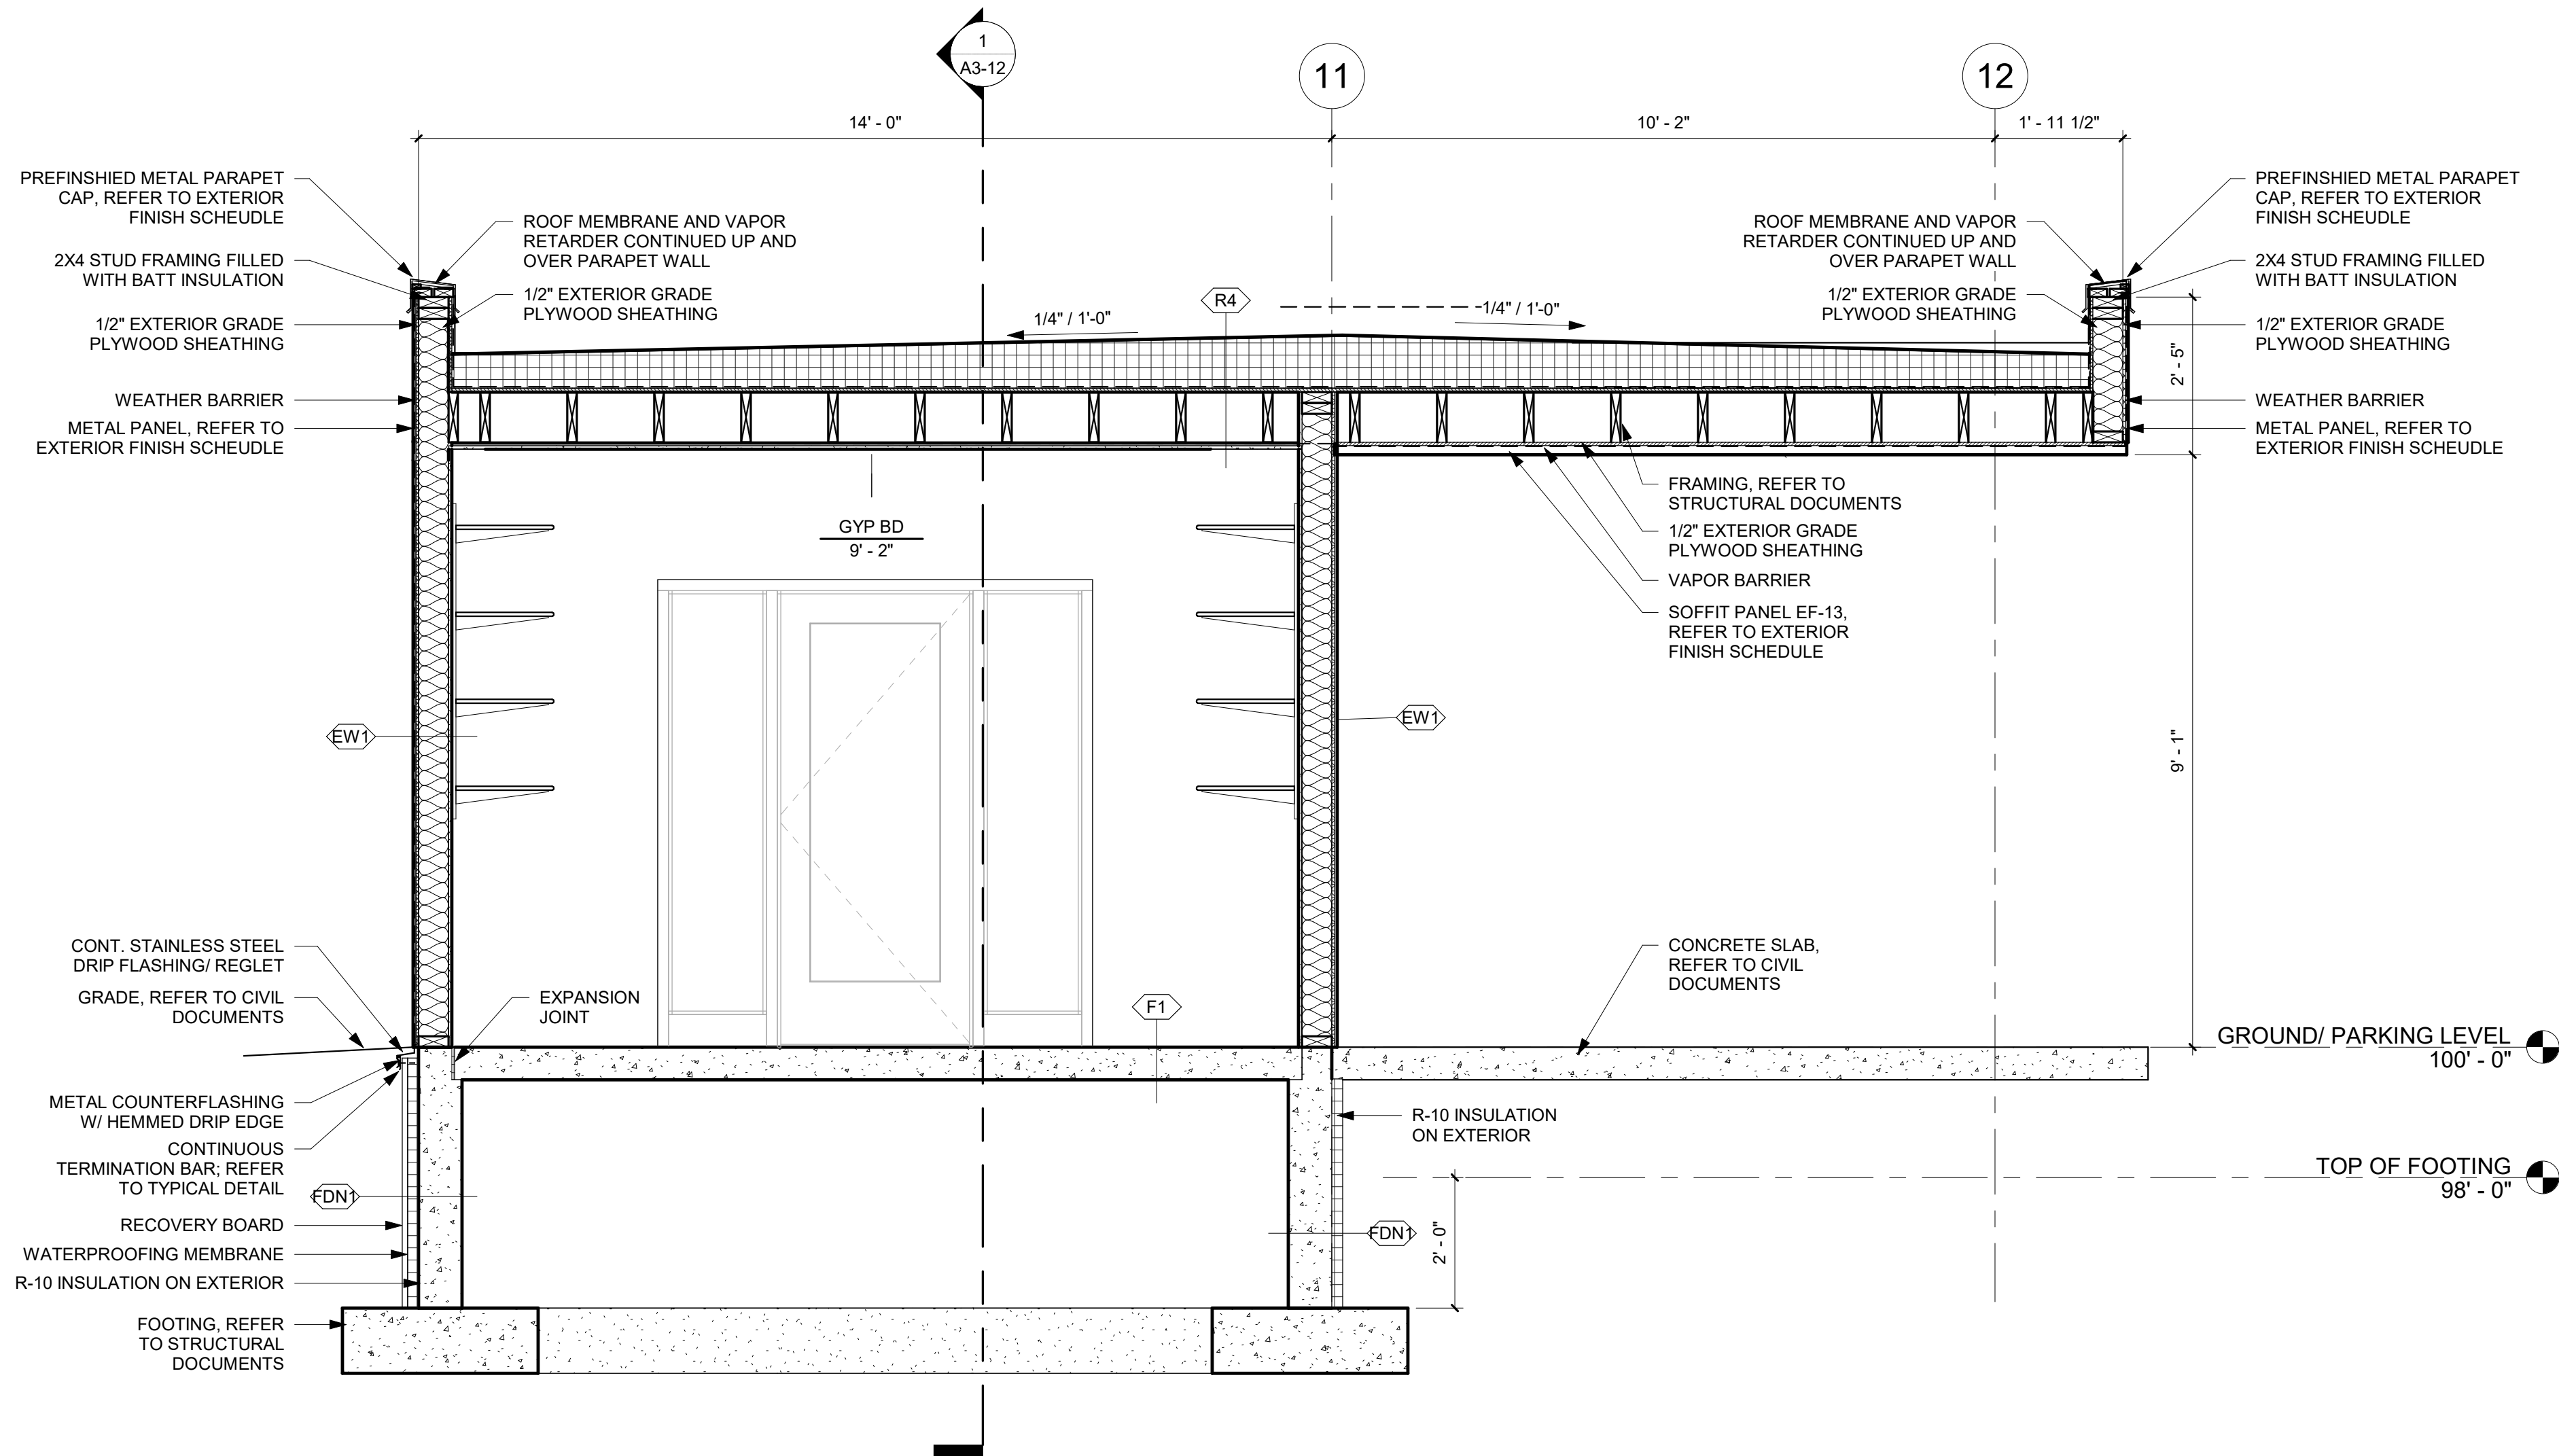 1
A3-12
11
12
14' - 0"
10' - 2"
1' - 11 1/2"
PREFINSHIED METAL PARAPET
CAP, REFER TO EXTERIOR
FINISH SCHEUDLE
2X4 STUD FRAMING FILLED
WITH BATT INSULATION
1/2" EXTERIOR GRADE
PLYWOOD SHEATHING
WEATHER BARRIER
METAL PANEL, REFER TO
EXTERIOR FINISH SCHEUDLE
ROOF MEMBRANE AND VAPOR
RETARDER CONTINUED UP AND
OVER PARAPET WALL
1/2" EXTERIOR GRADE
PLYWOOD SHEATHING
1/4" / 1'-0"
R4
1/4" / 1'-0"
ROOF MEMBRANE AND VAPOR
RETARDER CONTINUED UP AND
OVER PARAPET WALL
1/2" EXTERIOR GRADE
PLYWOOD SHEATHING
PREFINSHIED METAL PARAPET
CAP, REFER TO EXTERIOR
FINISH SCHEUDLE
2X4 STUD FRAMING FILLED
WITH BATT INSULATION
1/2" EXTERIOR GRADE
PLYWOOD SHEATHING
2' - 5"
WEATHER BARRIER
METAL PANEL, REFER TO
EXTERIOR FINISH SCHEUDLE
GYP BD
9' - 2"
FRAMING, REFER TO
STRUCTURAL DOCUMENTS
1/2" EXTERIOR GRADE
PLYWOOD SHEATHING
VAPOR BARRIER
SOFFIT PANEL EF-13,
REFER TO EXTERIOR
FINISH SCHEDULE
EW1
EW1
9' - 1"
CONT. STAINLESS STEEL
DRIP FLASHING/ REGLET
GRADE, REFER TO CIVIL
DOCUMENTS
EXPANSION
JOINT
F1
CONCRETE SLAB,
REFER TO CIVIL
DOCUMENTS
GROUND/ PARKING LEVEL
100' - 0"
METAL COUNTERFLASHING
W/ HEMMED DRIP EDGE
CONTINUOUS
TERMINATION BAR; REFER
TO TYPICAL DETAIL
FDN1
R-10 INSULATION
ON EXTERIOR
TOP OF FOOTING
98' - 0"
FDN1
2' - 0"
RECOVERY BOARD
WATERPROOFING MEMBRANE
R-10 INSULATION ON EXTERIOR
FOOTING, REFER
TO STRUCTURAL
DOCUMENTS